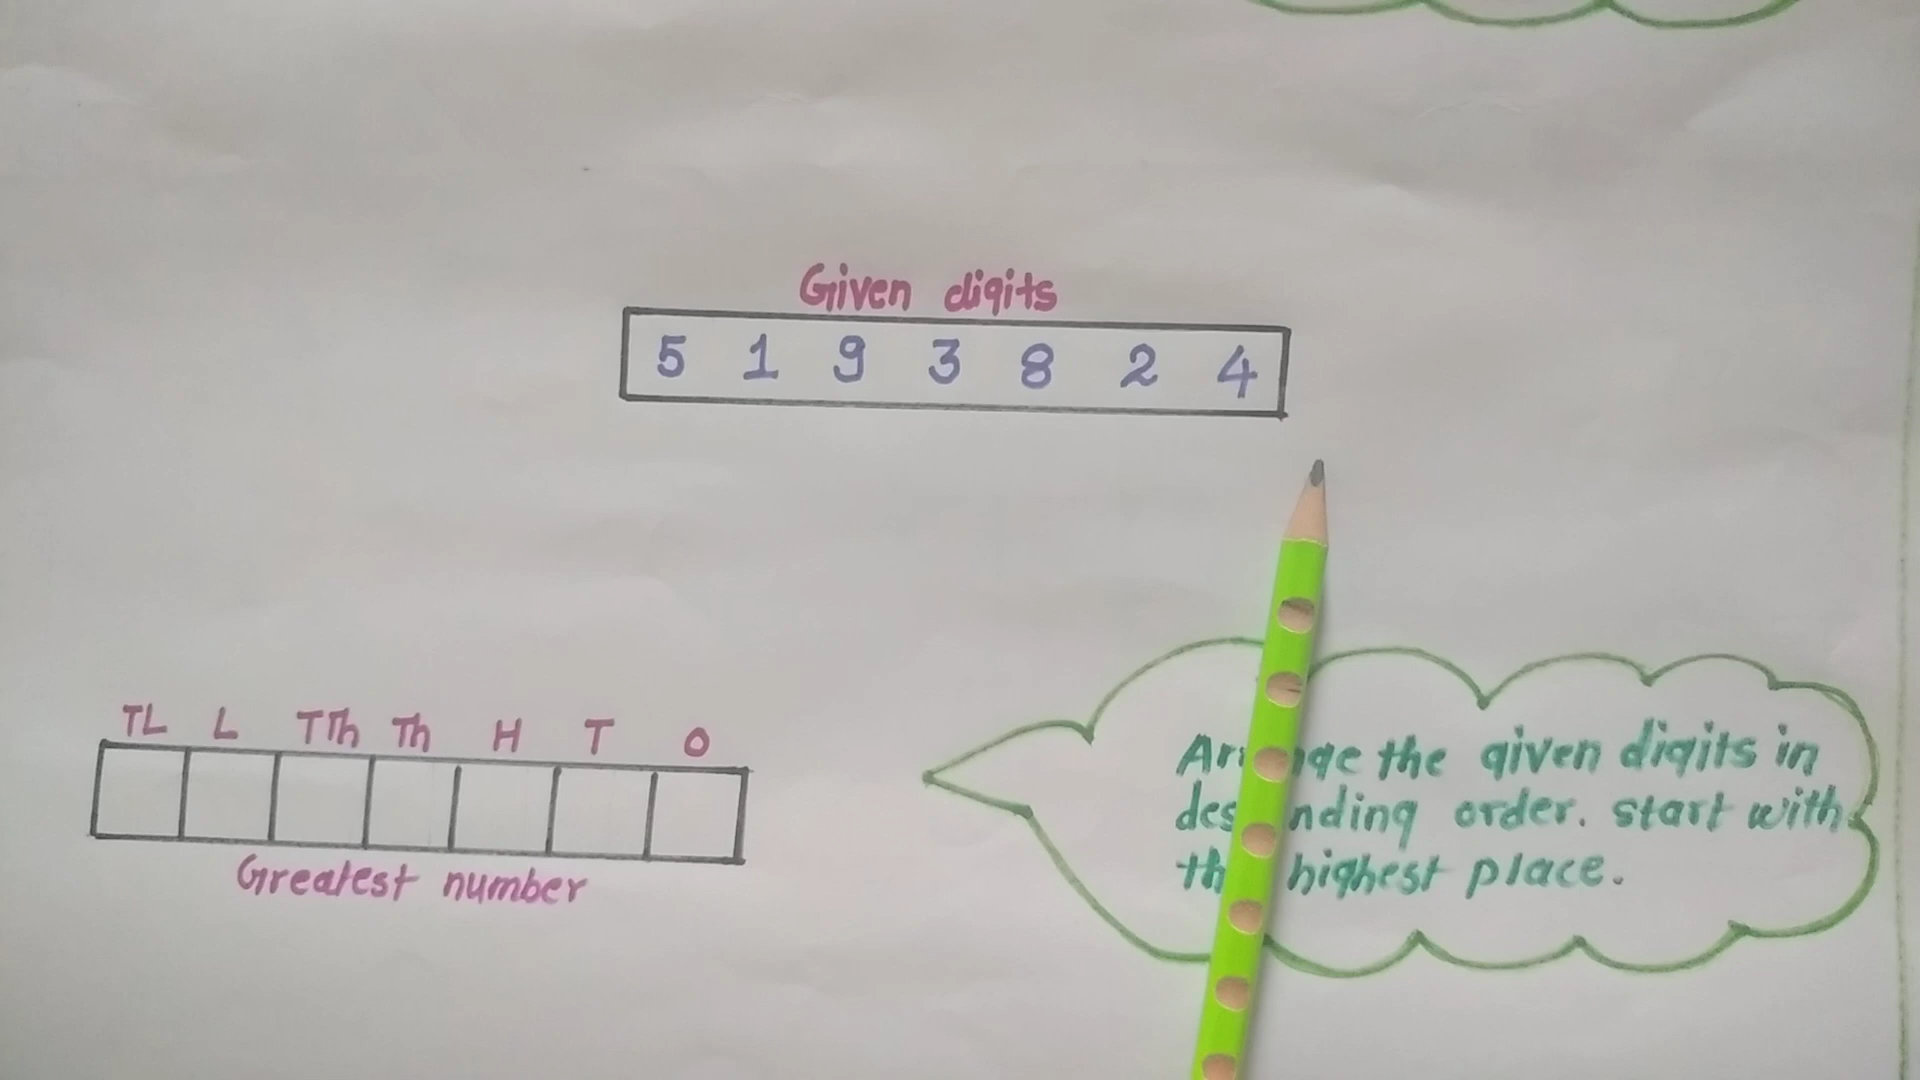 Given digits
5 1 9 3 8 2 4
TL L TTh Th H T O
Greatest number
the given digits in
order. start with
highest place.